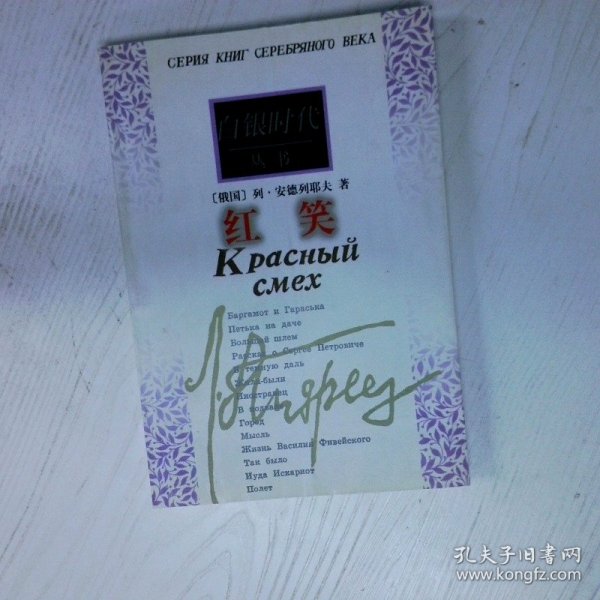 СЕРИЯ КНИГ СЕРЕБРЯНОГО ВЕКА
白银时代
丛书
〔俄国〕列·安德列耶夫 著
红 笑
Красный
смех
Баргамот и Гараська
Петька на даче
Большой шлем
Рассказ о Сергее Петровиче
В темную даль
Жили-были
Иностранец
В подвале
Город
Мысль
Жизнь Василия Фивейского
Так было
Иуда Искариот
Полет
孔夫子旧书网
www.kongfz.com